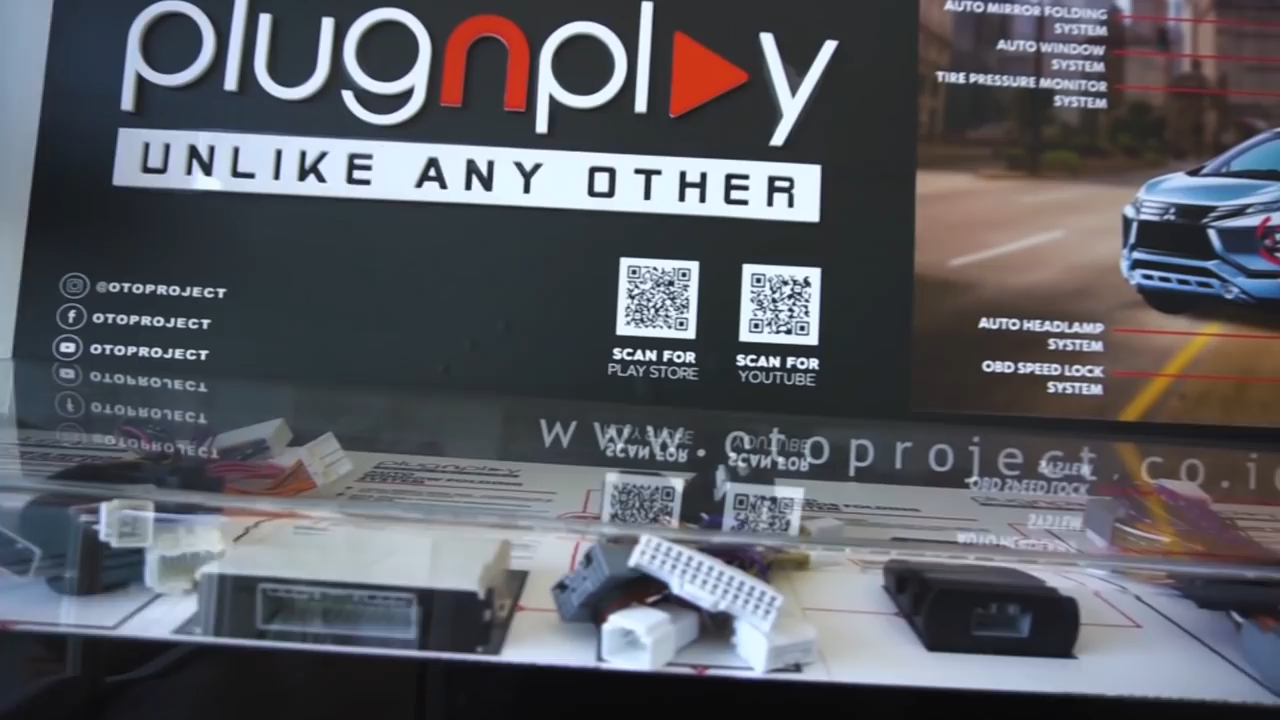 plugnplay
UNLIKE ANY OTHER
@OTOPROJECT
OTOPROJECT
OTOPROJECT
SCAN FOR
PLAY STORE
SCAN FOR
YOUTUBE
AUTO MIRROR FOLDING
SYSTEM
AUTO WINDOW
SYSTEM
TIRE PRESSURE MONITOR
SYSTEM
AUTO HEADLAMP
SYSTEM
OBD SPEED LOCK
SYSTEM
www.otoproject.co.id
plugnplay